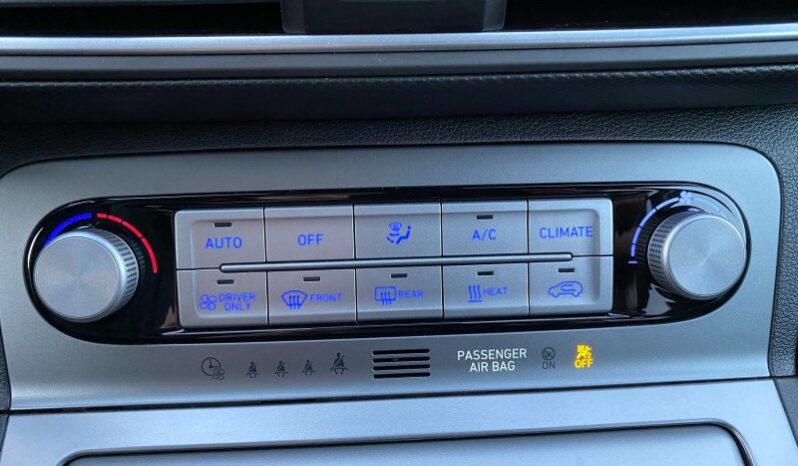 AUTO
OFF
A/C
CLIMATE
DRIVER
ONLY
FRONT
REAR
HEAT
PASSENGER
AIR BAG
ON
OFF